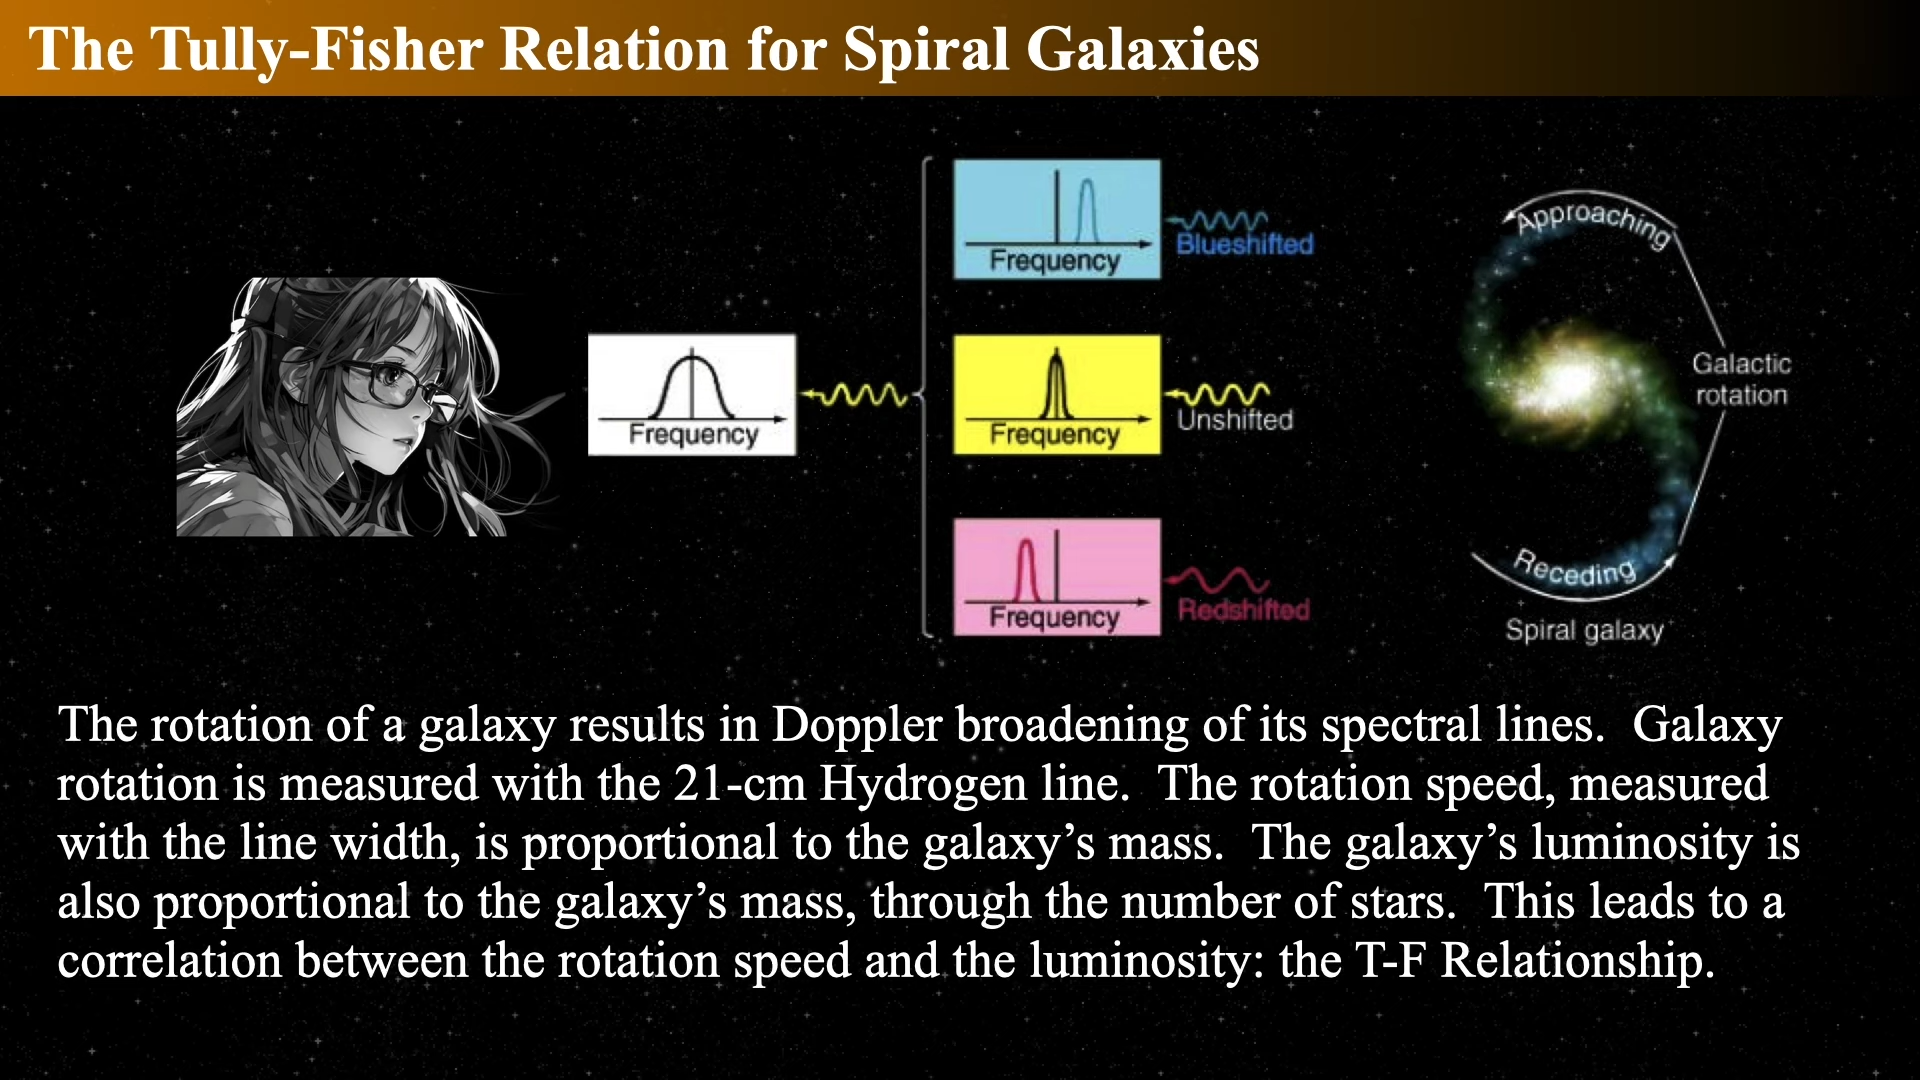 The Tully-Fisher Relation for Spiral Galaxies
Frequency
Frequency
Blueshifted
Frequency
Unshifted
Frequency
Redshifted
Approaching
Galactic
rotation
Receding
Spiral galaxy
The rotation of a galaxy results in Doppler broadening of its spectral lines.  Galaxy
rotation is measured with the 21-cm Hydrogen line.  The rotation speed, measured
with the line width, is proportional to the galaxy’s mass.  The galaxy’s luminosity is
also proportional to the galaxy’s mass, through the number of stars.  This leads to a
correlation between the rotation speed and the luminosity: the T-F Relationship.